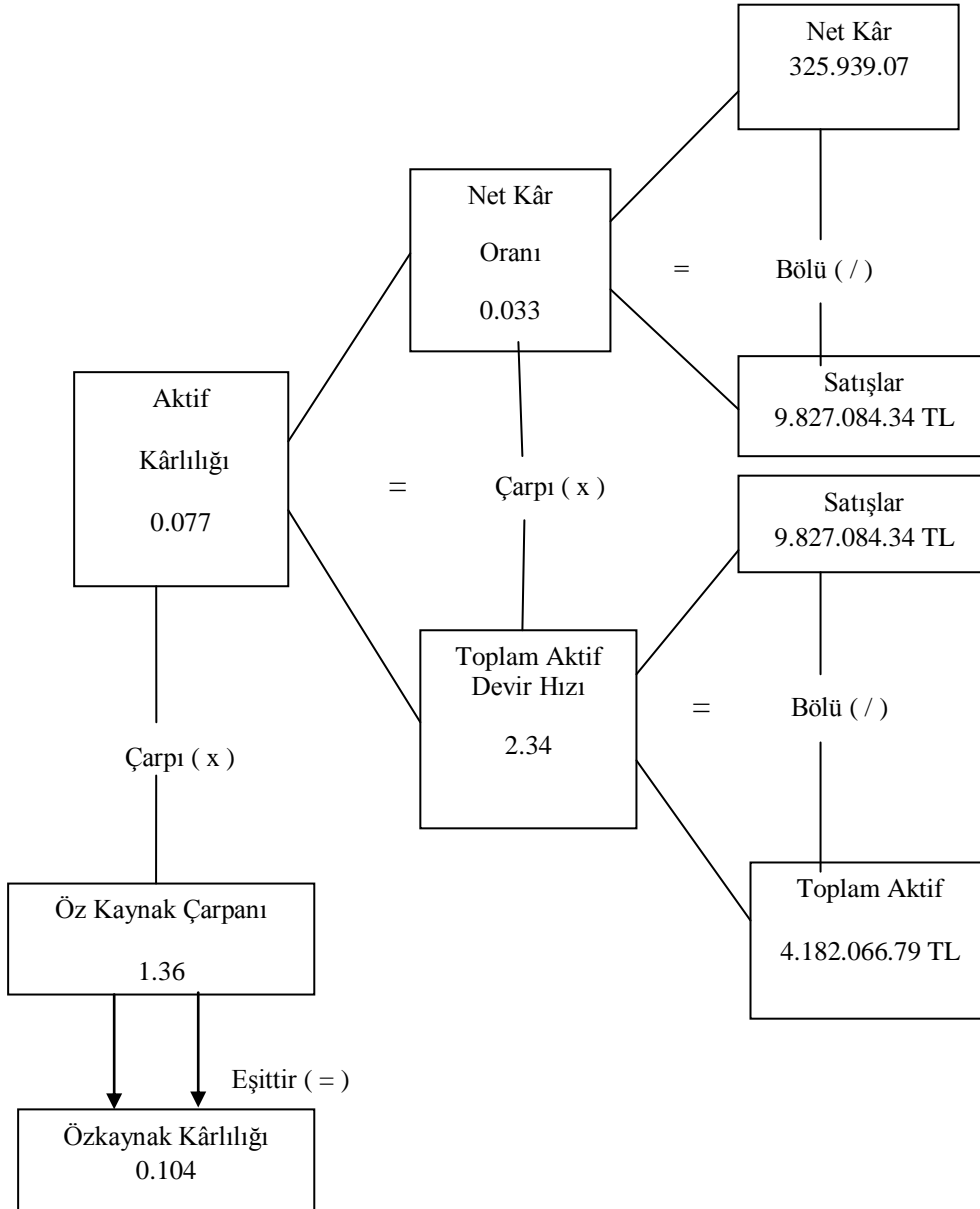 Net Kâr
325.939.07
Net Kâr
Oranı
0.033
=
Bölü ( / )
Satışlar
9.827.084.34 TL
Aktif
Kârlılığı
0.077
=
Çarpı ( x )
Satışlar
9.827.084.34 TL
Toplam Aktif
Devir Hızı
2.34
=
Bölü ( / )
Çarpı ( x )
Toplam Aktif
4.182.066.79 TL
Öz Kaynak Çarpanı
1.36
Eşittir ( = )
Özkaynak Kârlılığı
0.104